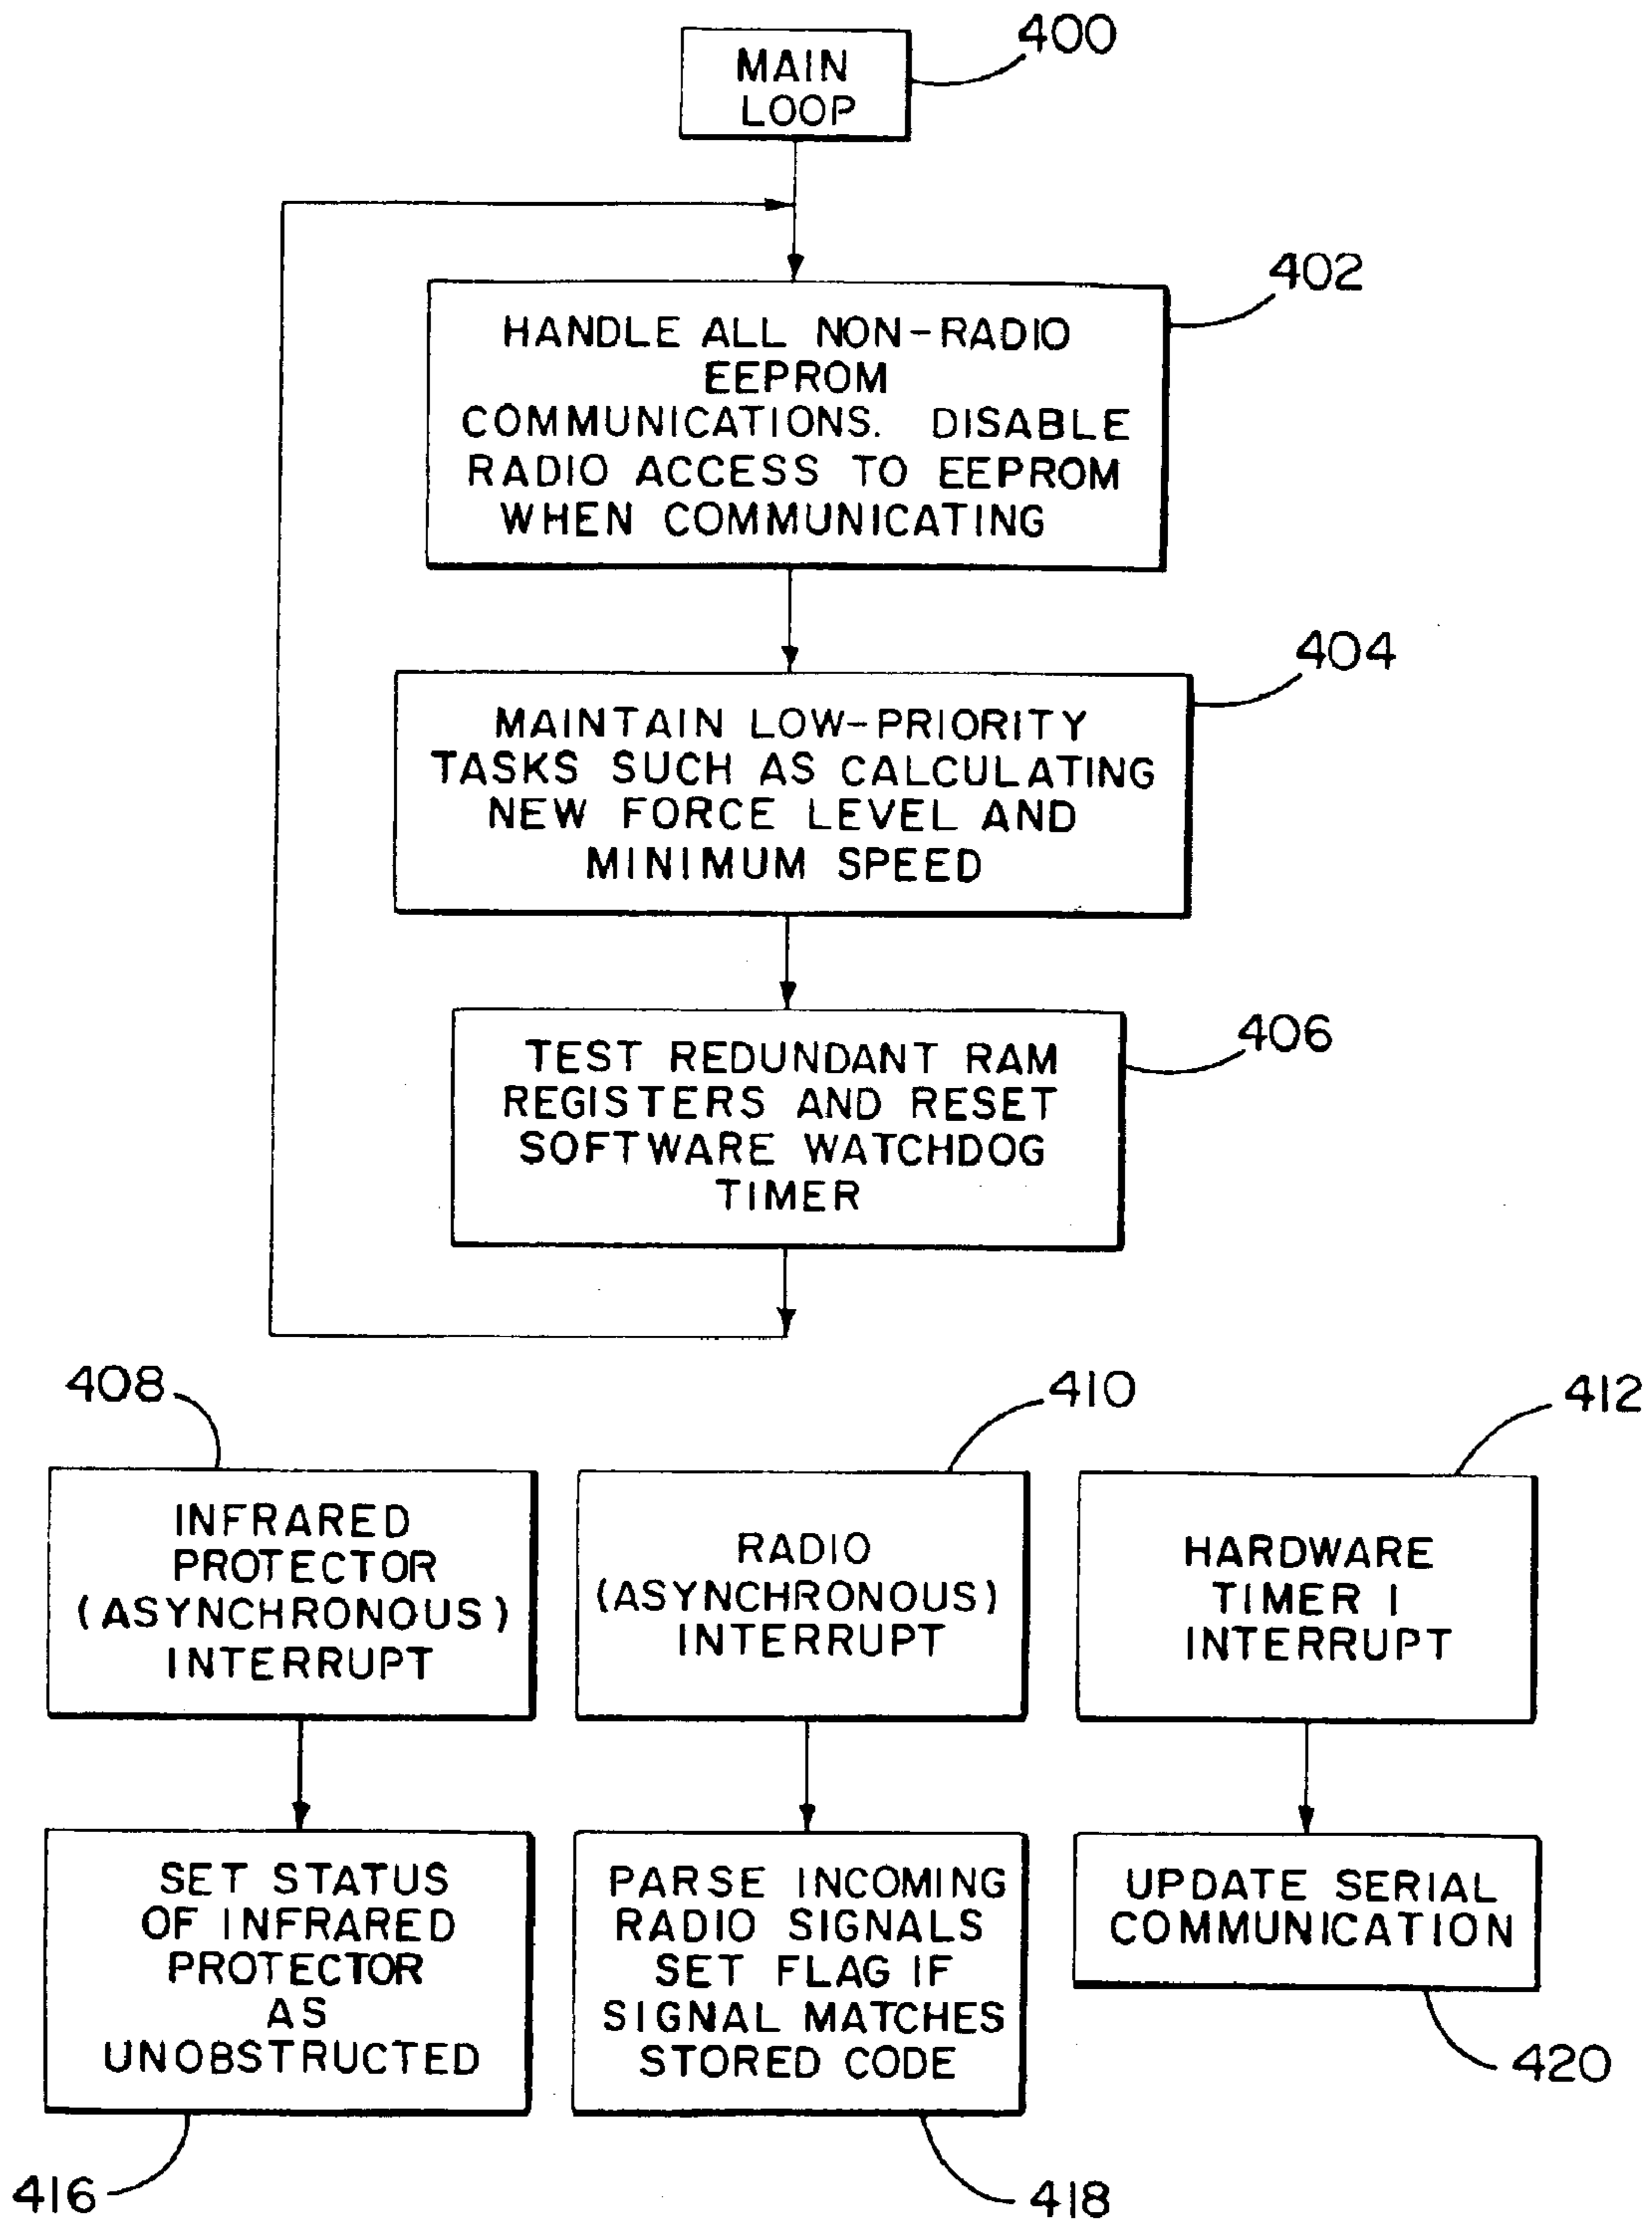 400
MAIN
LOOP
402
HANDLE ALL NON-RADIO
EEPROM
COMMUNICATIONS. DISABLE
RADIO ACCESS TO EEPROM
WHEN COMMUNICATING
404
MAINTAIN LOW-PRIORITY
TASKS SUCH AS CALCULATING
NEW FORCE LEVEL AND
MINIMUM SPEED
406
TEST REDUNDANT RAM
REGISTERS AND RESET
SOFTWARE WATCHDOG
TIMER
408
INFRARED
PROTECTOR
(ASYNCHRONOUS)
INTERRUPT
410
RADIO
(ASYNCHRONOUS)
INTERRUPT
412
HARDWARE
TIMER 1
INTERRUPT
SET STATUS
OF INFRARED
PROTECTOR
AS
UNOBSTRUCTED
416
PARSE INCOMING
RADIO SIGNALS
SET FLAG IF
SIGNAL MATCHES
STORED CODE
418
UPDATE SERIAL
COMMUNICATION
420